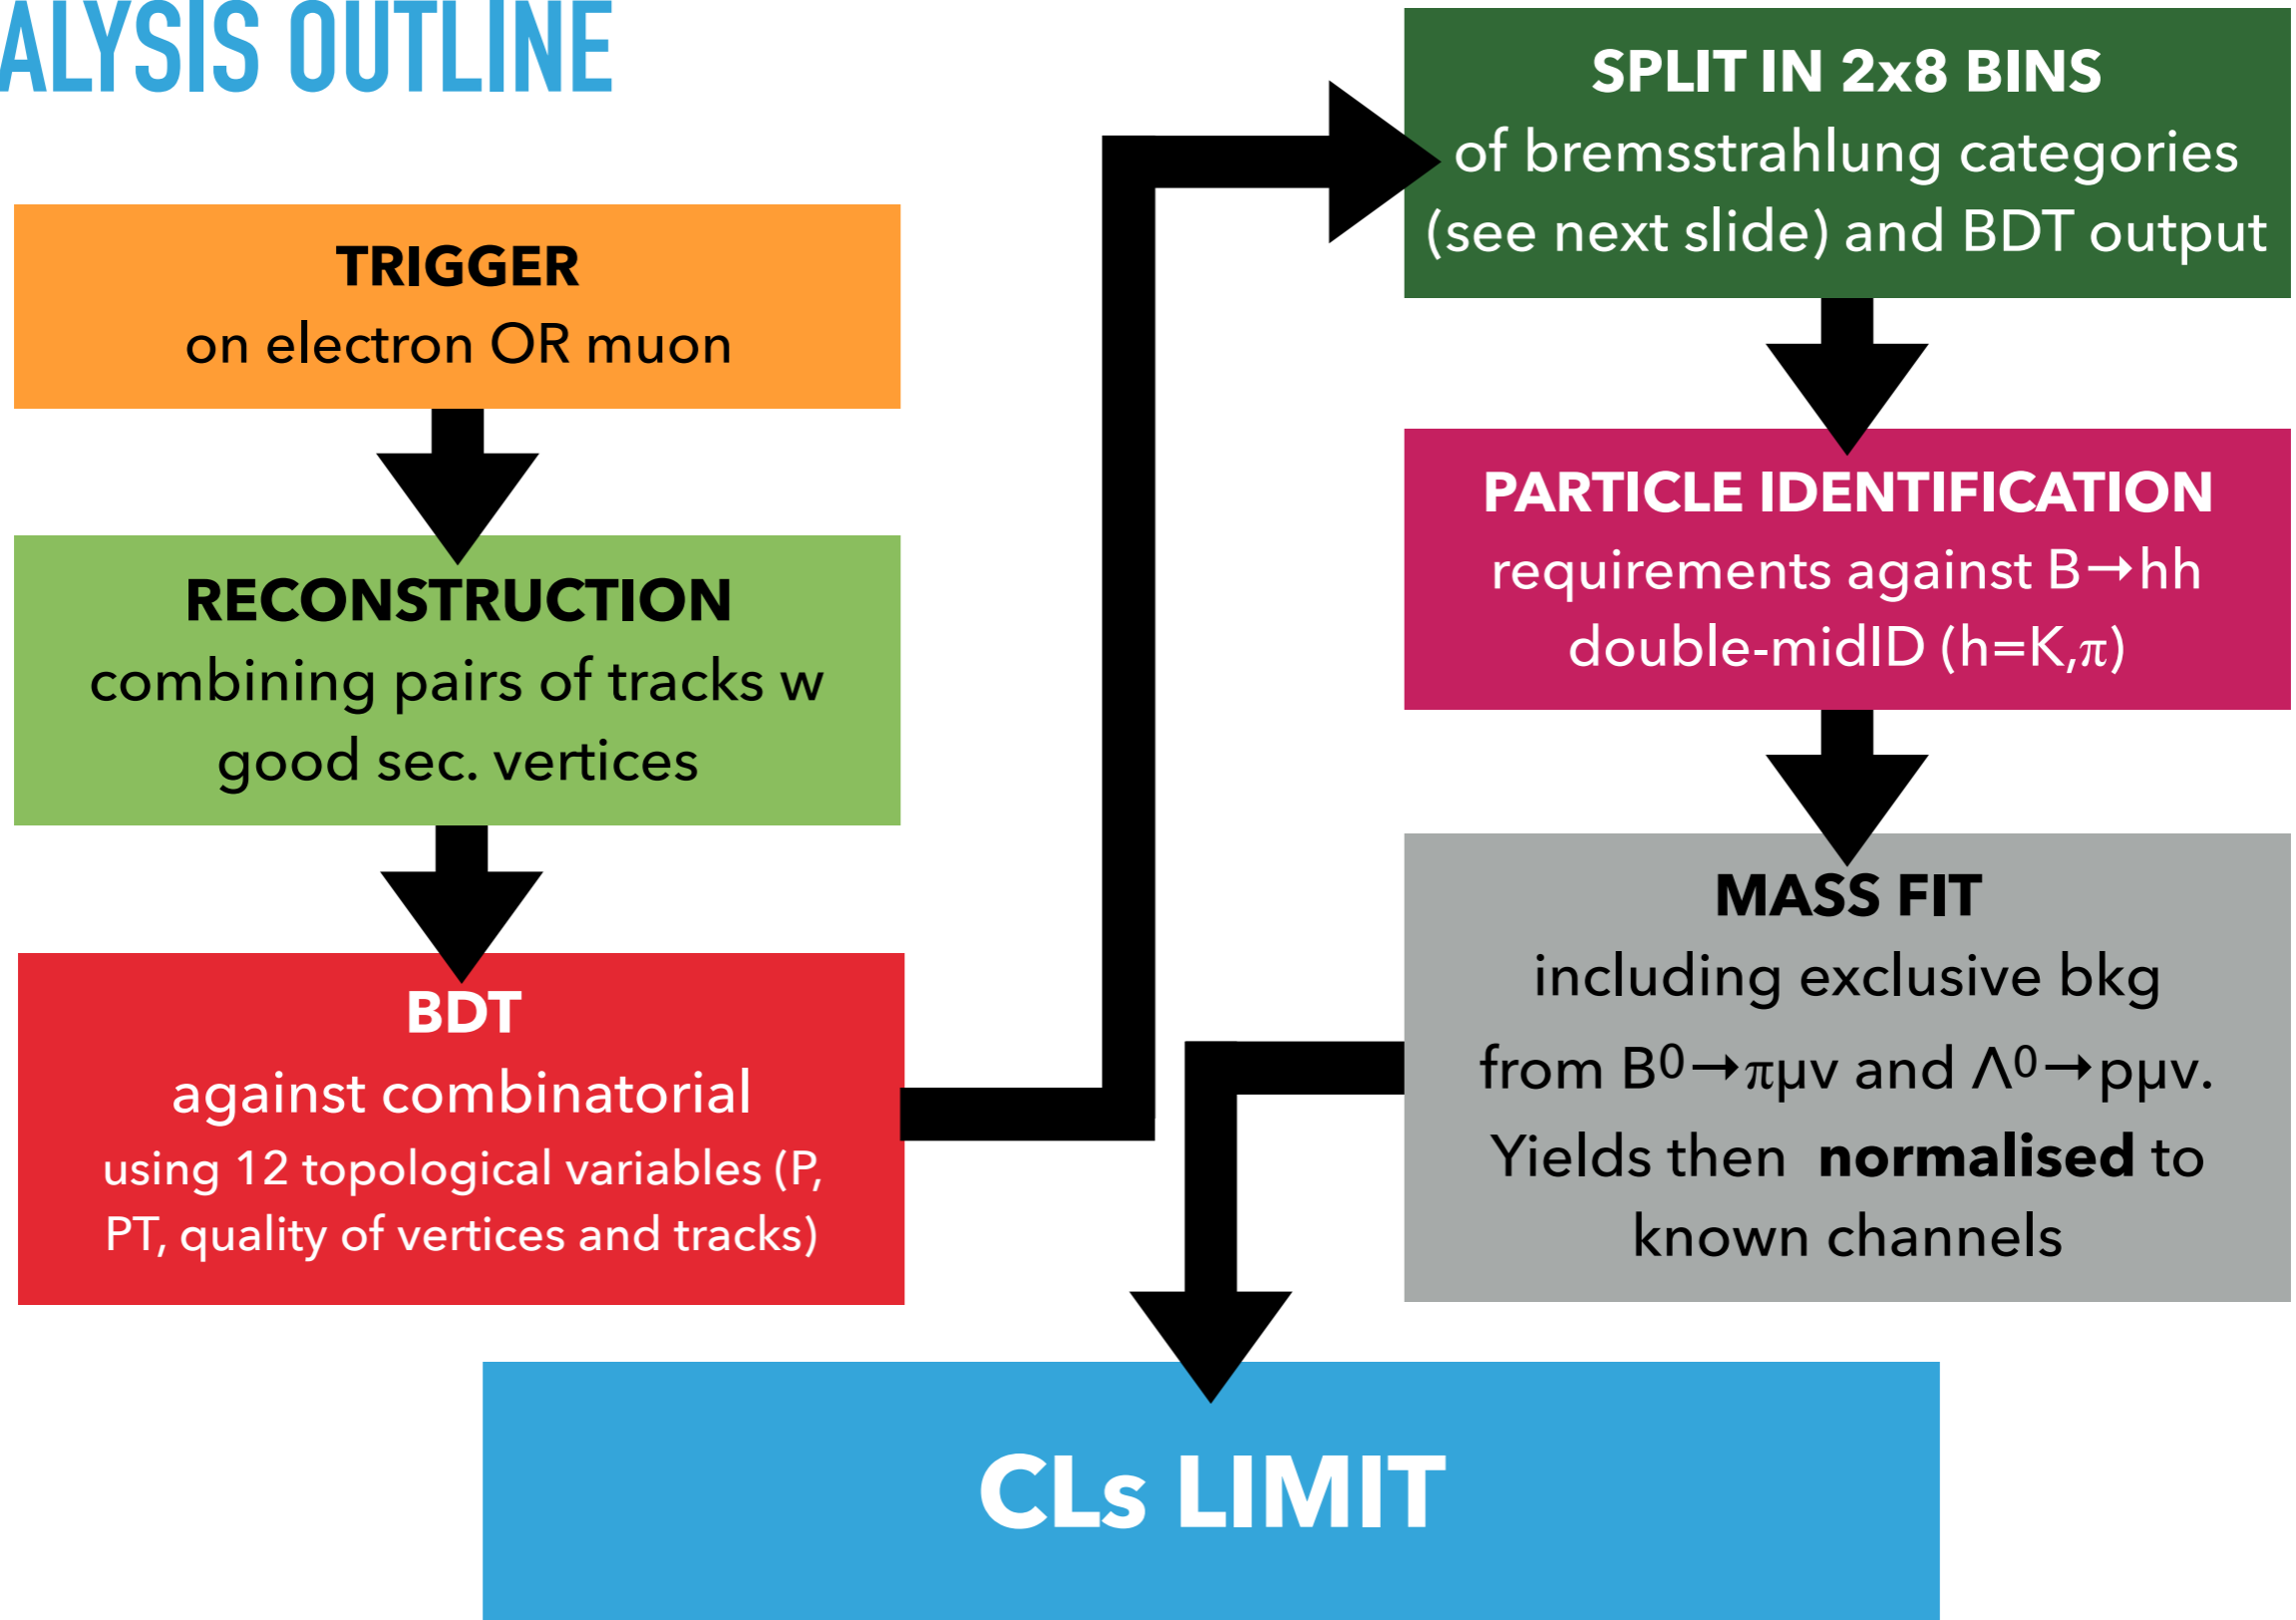 ALYSIS OUTLINE
TRIGGER
on electron OR muon
RECONSTRUCTION
combining pairs of tracks w
good sec. vertices
BDT
against combinatorial
using 12 topological variables (P,
PT, quality of vertices and tracks)
SPLIT IN 2x8 BINS
of bremsstrahlung categories
(see next slide) and BDT output
PARTICLE IDENTIFICATION
requirements against B→hh
double-midID (h=K,π)
MASS FIT
including exclusive bkg
from B⁰→πμν and Λ⁰→pμν.
Yields then normalised to
known channels
CLs LIMIT